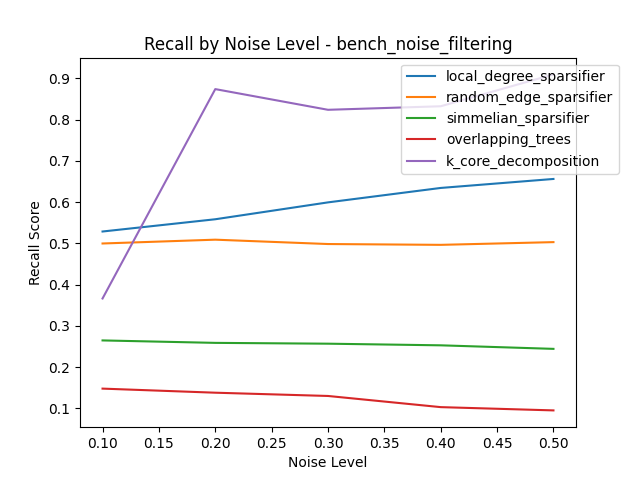 Recall by Noise Level - bench_noise_filtering
local_degree_sparsifier
random_edge_sparsifier
simmelian_sparsifier
overlapping_trees
k_core_decomposition
Recall Score
0.9
0.8
0.7
0.6
0.5
0.4
0.3
0.2
0.1
0.10 0.15 0.20 0.25 0.30 0.35 0.40 0.45 0.50
Noise Level